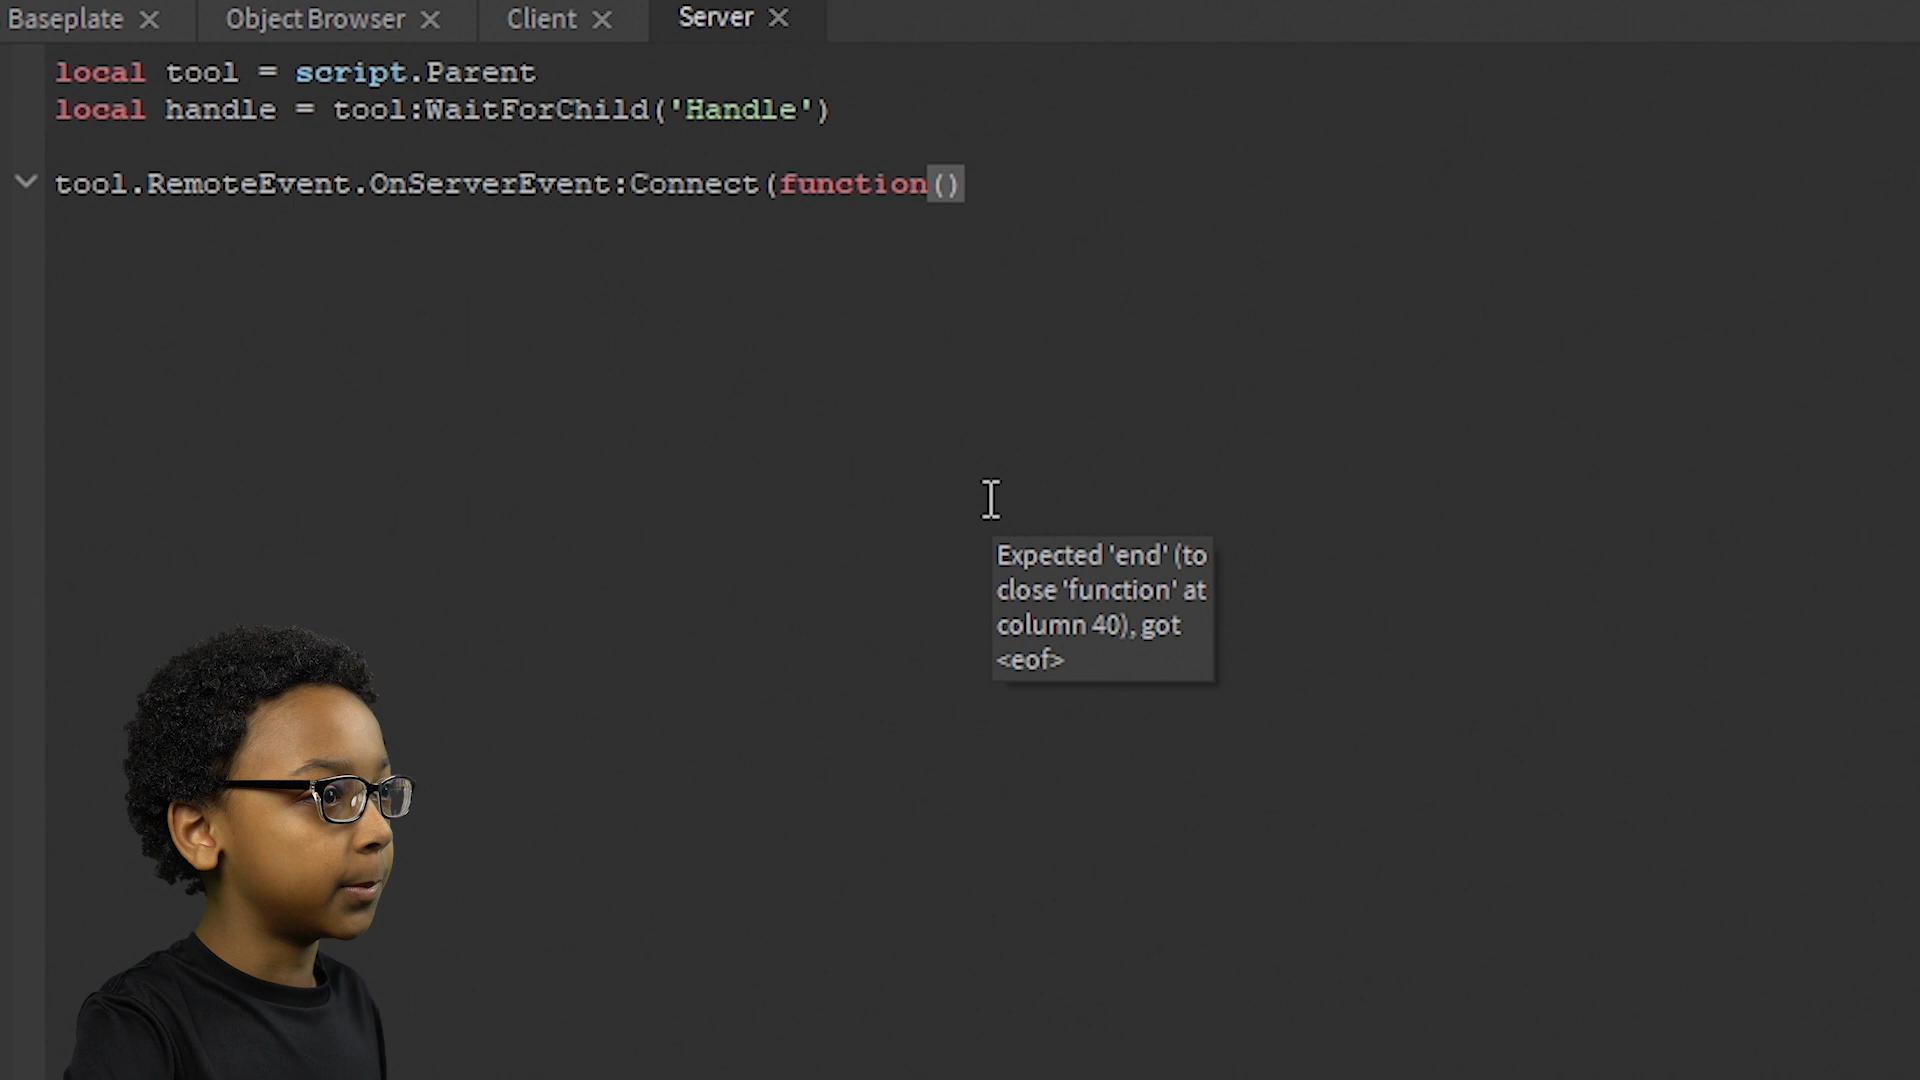 Baseplate Object Browser Client Server
local tool = script.Parent
local handle = tool:WaitForChild('Handle')
tool.RemoteEvent.OnServerEvent:Connect(function()
Expected 'end' (to
close 'function' at
column 40), got
<eof>